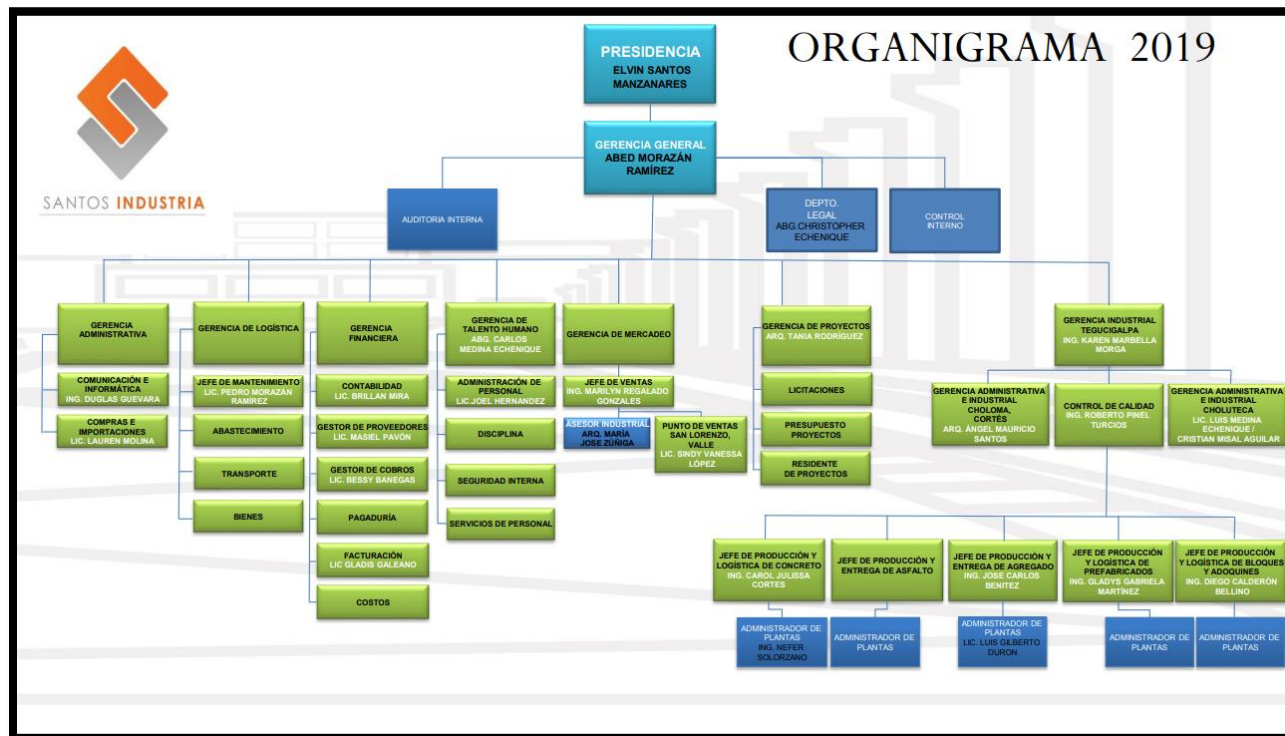 ORGANIGRAMA 2019
SANTOS INDUSTRIA
PRESIDENCIA
ELVIN SANTOS
MANZANARES
GERENCIA GENERAL
ABED MORAZÁN
RAMÍREZ
AUDITORIA INTERNA
DEPTO.
LEGAL
ABG.CHRISTOPHER
ECHENIQUE
CONTROL
INTERNO
GERENCIA
ADMINISTRATIVA
COMUNICACIÓN E
INFORMÁTICA
ING. DUGLAS GUEVARA
COMPRAS E
IMPORTACIONES
LIC. LAUREN MOLINA
GERENCIA DE LOGÍSTICA
JEFE DE MANTENIMIENTO
LIC. PEDRO MORAZÁN
RAMÍREZ
ABASTECIMIENTO
TRANSPORTE
BIENES
GERENCIA
FINANCIERA
CONTABILIDAD
LIC. BRILLAN MIRA
GESTOR DE PROVEEDORES
LIC. MASIEL PAVÓN
GESTOR DE COBROS
LIC. BESSY BANEGAS
PAGADURÍA
FACTURACIÓN
LIC GLADIS GALEANO
COSTOS
GERENCIA DE
TALENTO HUMANO
ABG. CARLOS
MEDINA ECHENIQUE
ADMINISTRACIÓN DE
PERSONAL
LIC.JOEL HERNANDEZ
DISCIPLINA
SEGURIDAD INTERNA
SERVICIOS DE PERSONAL
GERENCIA DE MERCADEO
JEFE DE VENTAS
ING. MARILYN REGALADO
GONZALES
ASESOR INDUSTRIAL
ARQ. MARÍA
JOSE ZÚÑIGA
PUNTO DE VENTAS
SAN LORENZO,
VALLE
LIC. SINDY VANESSA
LÓPEZ
GERENCIA DE PROYECTOS
ARQ. TANIA RODRÍGUEZ
LICITACIONES
PRESUPUESTO
PROYECTOS
RESIDENTE
DE PROYECTOS
GERENCIA INDUSTRIAL
TEGUCIGALPA
ING. KAREN MARBELLA
MORGA
GERENCIA ADMINISTRATIVA
E INDUSTRIAL
CHOLOMA,
CORTÉS
ARQ. ÁNGEL MAURICIO
SANTOS
CONTROL DE CALIDAD
ING. ROBERTO PINEL
TURCIOS
GERENCIA ADMINISTRATIVA
E INDUSTRIAL
CHOLUTECA
LIC. LUIS MEDINA
ECHENIQUE /
CRISTIAN MISAL AGUILAR
JEFE DE PRODUCCIÓN Y
LOGÍSTICA DE CONCRETO
ING. CAROL JULISSA
CORTES
JEFE DE PRODUCCIÓN Y
ENTREGA DE ASFALTO
JEFE DE PRODUCCIÓN Y
ENTREGA DE AGREGADO
ING. JOSE CARLOS
BENITEZ
JEFE DE PRODUCCIÓN
Y LOGÍSTICA DE
PREFABRICADOS
ING. GLADYS GABRIELA
MARTÍNEZ
JEFE DE PRODUCCIÓN
Y LOGÍSTICA DE BLOQUES
Y ADOQUINES
ING. DIEGO CALDERÓN
BELLINO
ADMINISTRADOR DE
PLANTAS
ING. NEFER
SOLORZANO
ADMINISTRADOR DE
PLANTAS
ADMINISTRADOR DE
PLANTAS
LIC. LUIS GILBERTO
DURON
ADMINISTRADOR DE
PLANTAS
ADMINISTRADOR DE
PLANTAS